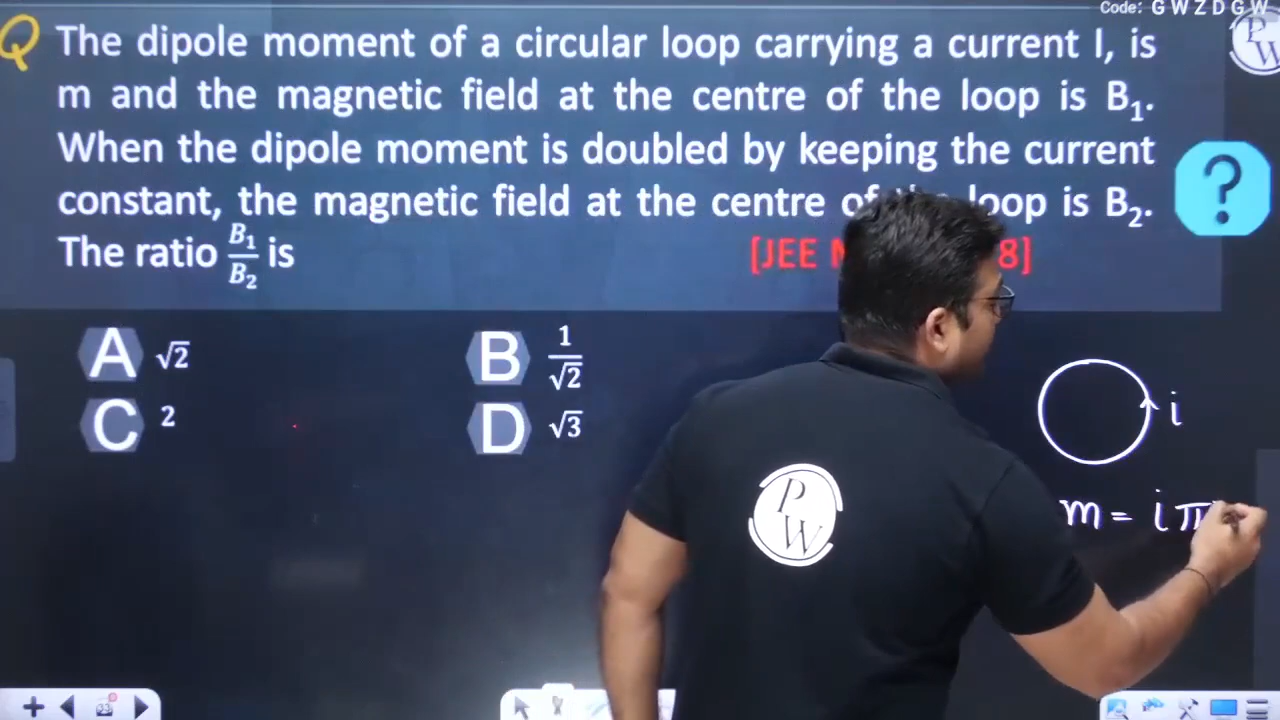 Code: G W Z D G W
Q The dipole moment of a circular loop carrying a current I, is
m and the magnetic field at the centre of the loop is B₁.
When the dipole moment is doubled by keeping the current
constant, the magnetic field at the centre of loop is B₂.
The ratio B₁/B₂ is [JEE 8]
?
A √2
B 1/√2
C 2
D √3
i
m = i π
P W
P W
+